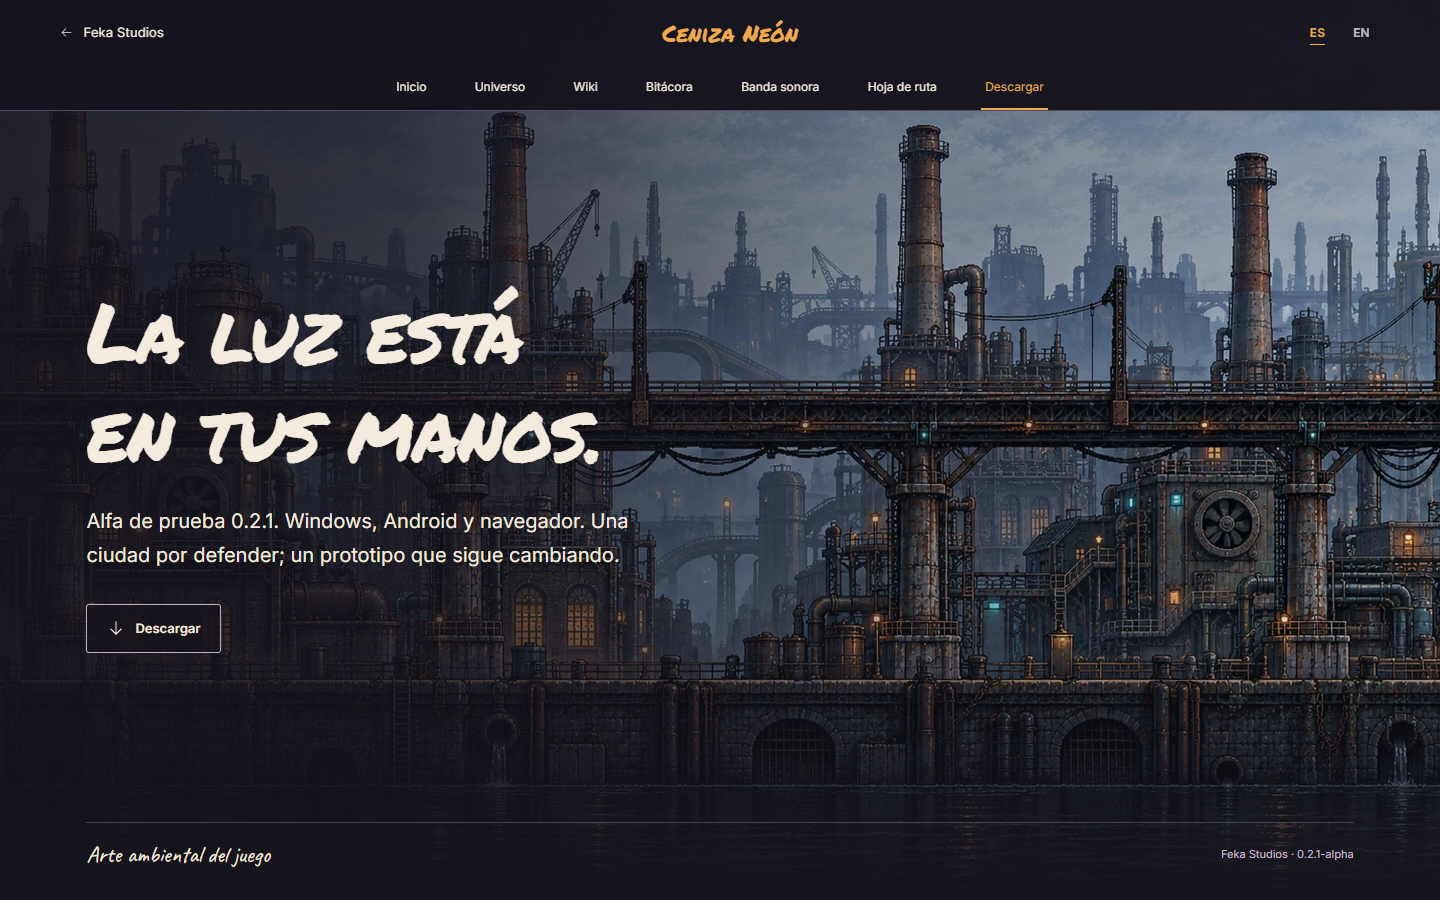 ← Feka Studios
Ceniza Neón
ES EN
Inicio Universo Wiki Bitácora Banda sonora Hoja de ruta Descargar
La luz está
en tus manos.
Alfa de prueba 0.2.1. Windows, Android y navegador. Una
ciudad por defender; un prototipo que sigue cambiando.
↓ Descargar
Arte ambiental del juego
Feka Studios · 0.2.1-alpha